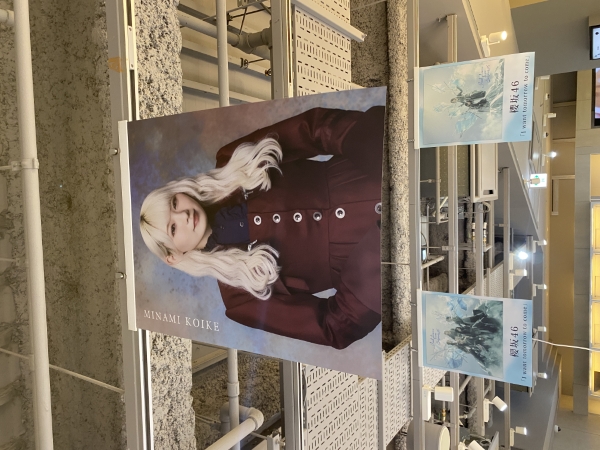 MINAMI KOIKE
櫻坂46
「I want tomorrow to come」
櫻坂46
「I want tomorrow to come」